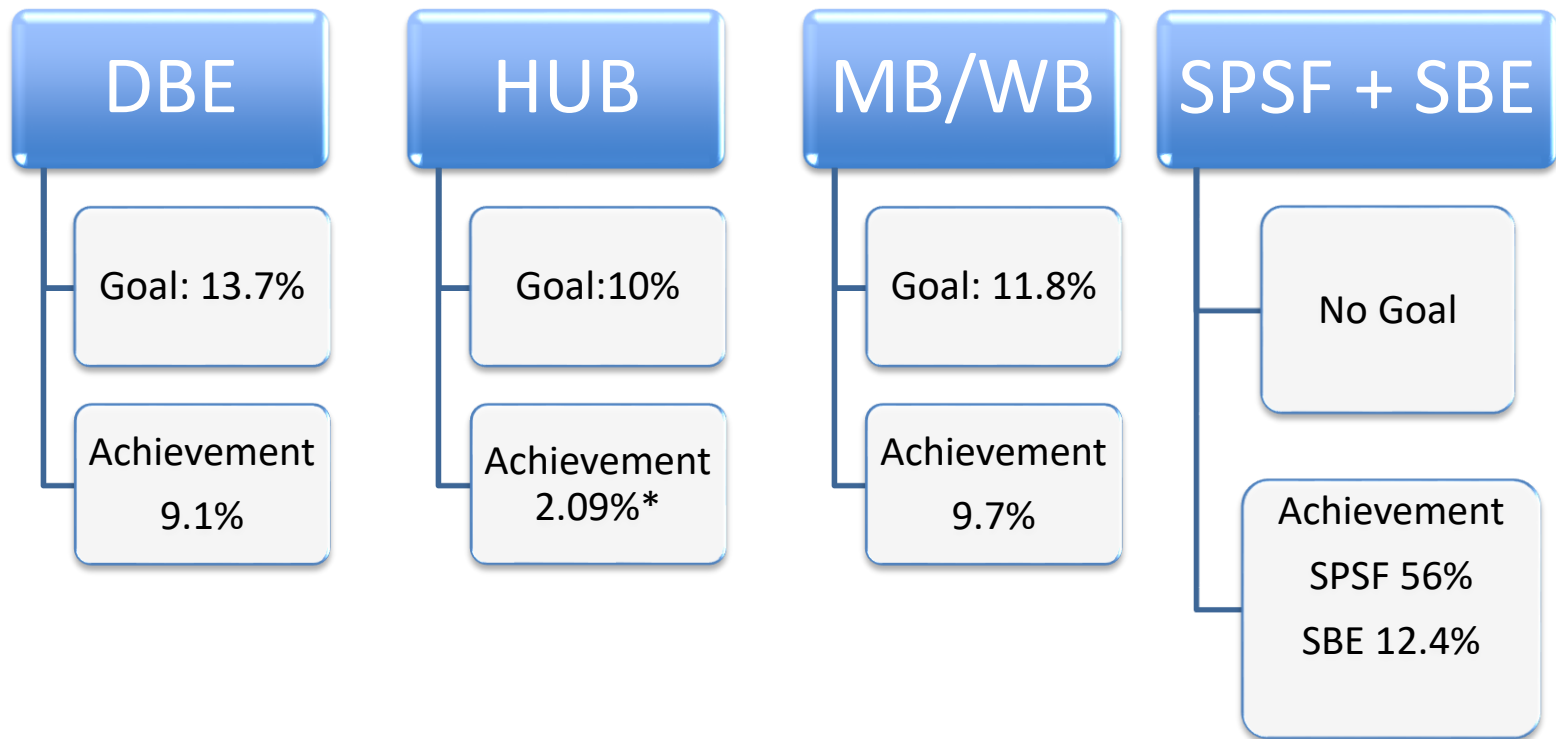 DBE
Goal: 13.7%
Achievement
9.1%
HUB
Goal:10%
Achievement
2.09%*
MB/WB
Goal: 11.8%
Achievement
9.7%
SPSF + SBE
No Goal
Achievement
SPSF 56%
SBE 12.4%